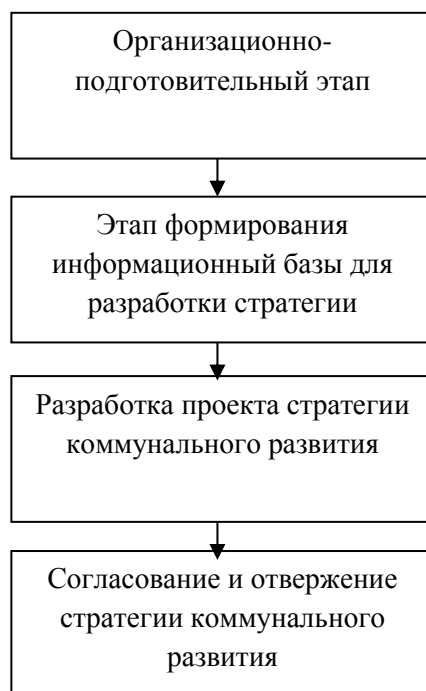 Организационно-
подготовительный этап
Этап формирования
информационный базы для
разработки стратегии
Разработка проекта стратегии
коммунального развития
Согласование и отвержение
стратегии коммунального
развития